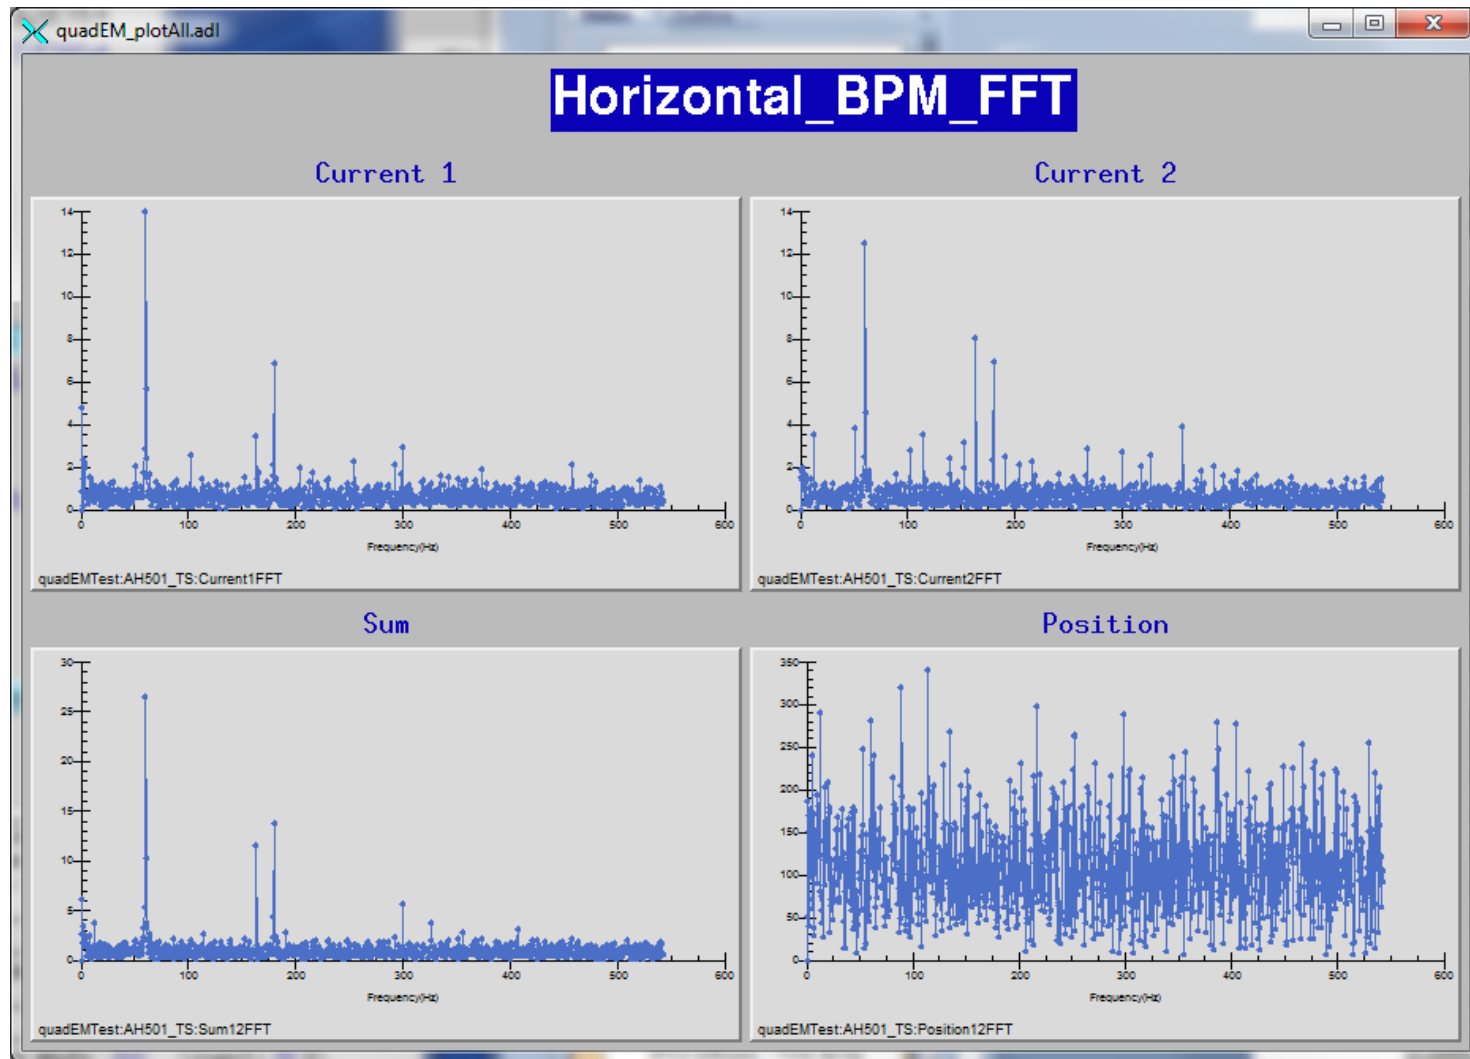 quadEM_plotAll.adl
Horizontal_BPM_FFT
Current 1
14
12
10
8
6
4
2
0
0 100 200 300 400 500 600
Frequency(Hz)
quadEMTest:AH501_TS:Current1FFT
Current 2
14
12
10
8
6
4
2
0
0 100 200 300 400 500 600
Frequency(Hz)
quadEMTest:AH501_TS:Current2FFT
Sum
30
25
20
15
10
5
0
0 100 200 300 400 500 600
Frequency(Hz)
quadEMTest:AH501_TS:Sum12FFT
Position
350
300
250
200
150
100
50
0
0 100 200 300 400 500 600
Frequency(Hz)
quadEMTest:AH501_TS:Position12FFT